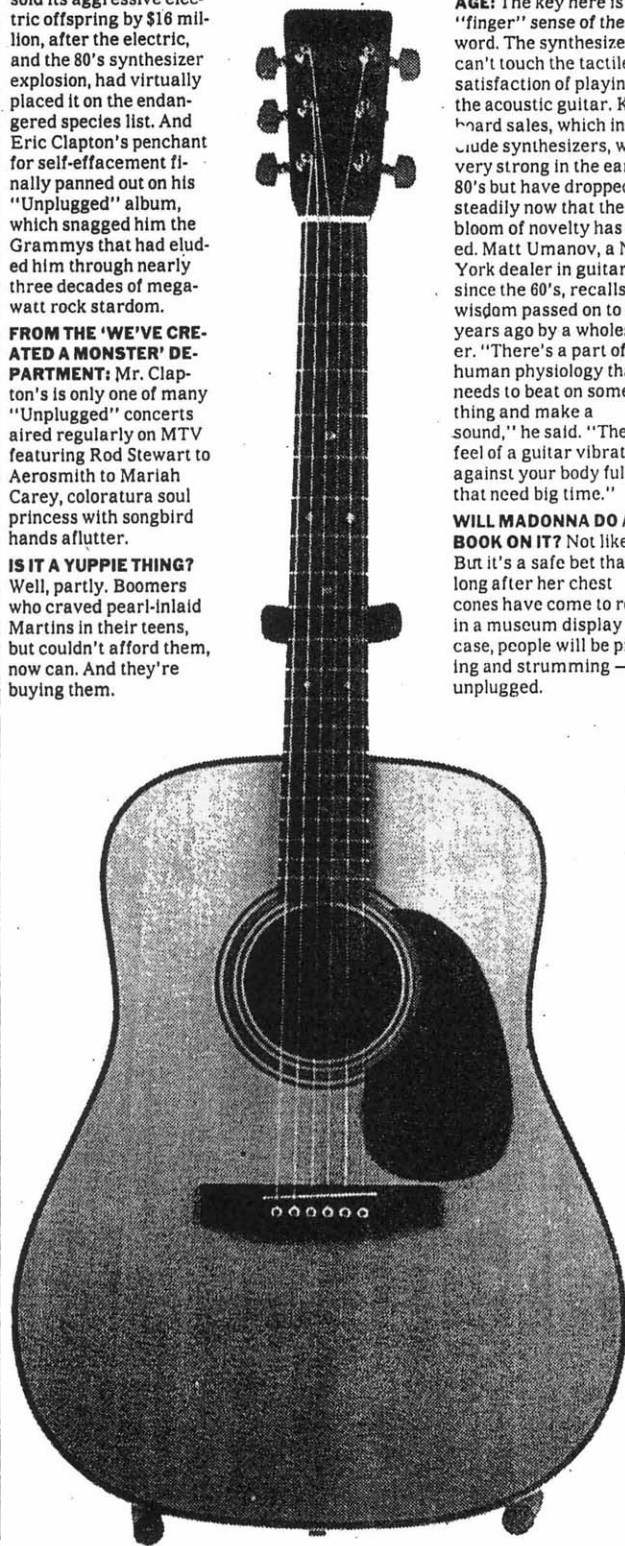 sold its aggressive elec-
tric offspring by $16 mil-
lion, after the electric,
and the 80's synthesizer
explosion, had virtually
placed it on the endan-
gered species list. And
Eric Clapton's penchant
for self-effacement fi-
nally panned out on his
"Unplugged" album,
which snagged him the
Grammys that had elud-
ed him through nearly
three decades of mega-
watt rock stardom.
FROM THE 'WE'VE CRE-
ATED A MONSTER' DE-
PARTMENT: Mr. Clap-
ton's is only one of many
"Unplugged" concerts
aired regularly on MTV
featuring Rod Stewart to
Aerosmith to Mariah
Carey, coloratura soul
princess with songbird
hands aflutter.
IS IT A YUPPIE THING?
Well, partly. Boomers
who craved pearl-inlaid
Martins in their teens,
but couldn't afford them,
now can. And they're
buying them.
AGE: The key here is
"finger" sense of the
word. The synthesize
can't touch the tactile
satisfaction of playin
the acoustic guitar. K
board sales, which in
clude synthesizers, w
very strong in the ea
80's but have dropped
steadily now that the
bloom of novelty has
ed. Matt Umanov, a N
York dealer in guitar
since the 60's, recalls
wisdom passed on to
years ago by a whole
er. "There's a part of
human physiology tha
needs to beat on some
thing and make a
sound," he said. "The
feel of a guitar vibrat
against your body ful
that need big time."
WILL MADONNA DO A
BOOK ON IT? Not like
But it's a safe bet tha
long after her chest
cones have come to r
in a museum display
case, people will be pi
ing and strumming —
unplugged.